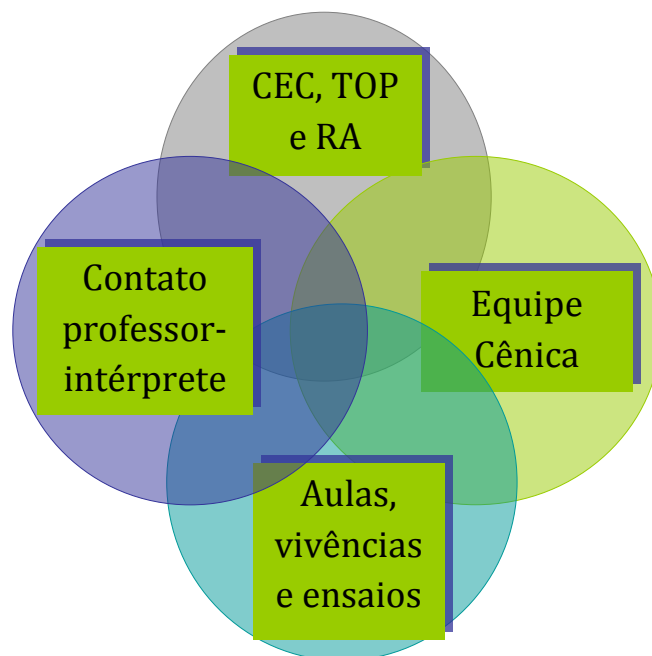 CEC, TOP
e RA
Contato
professor-
intérprete
Equipe
Cênica
Aulas,
vivências
e ensaios